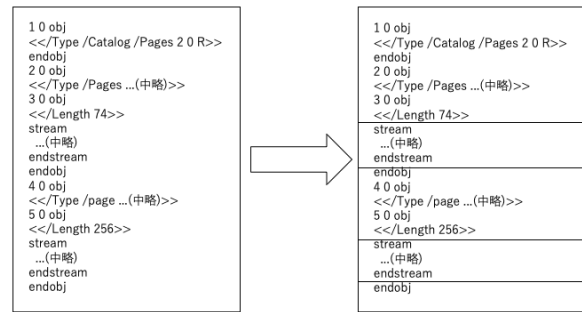 1 0 obj
<</Type /Catalog /Pages 2 0 R>>
endobj
2 0 obj
<</Type /Pages ...(中略)>>
3 0 obj
<</Length 74>>
stream
...(中略)
endstream
endobj
4 0 obj
<</Type /page ...(中略)>>
5 0 obj
<</Length 256>>
stream
...(中略)
endstream
endobj
1 0 obj
<</Type /Catalog /Pages 2 0 R>>
endobj
2 0 obj
<</Type /Pages ...(中略)>>
3 0 obj
<</Length 74>>
stream
...(中略)
endstream
endobj
4 0 obj
<</Type /page ...(中略)>>
5 0 obj
<</Length 256>>
stream
...(中略)
endstream
endobj